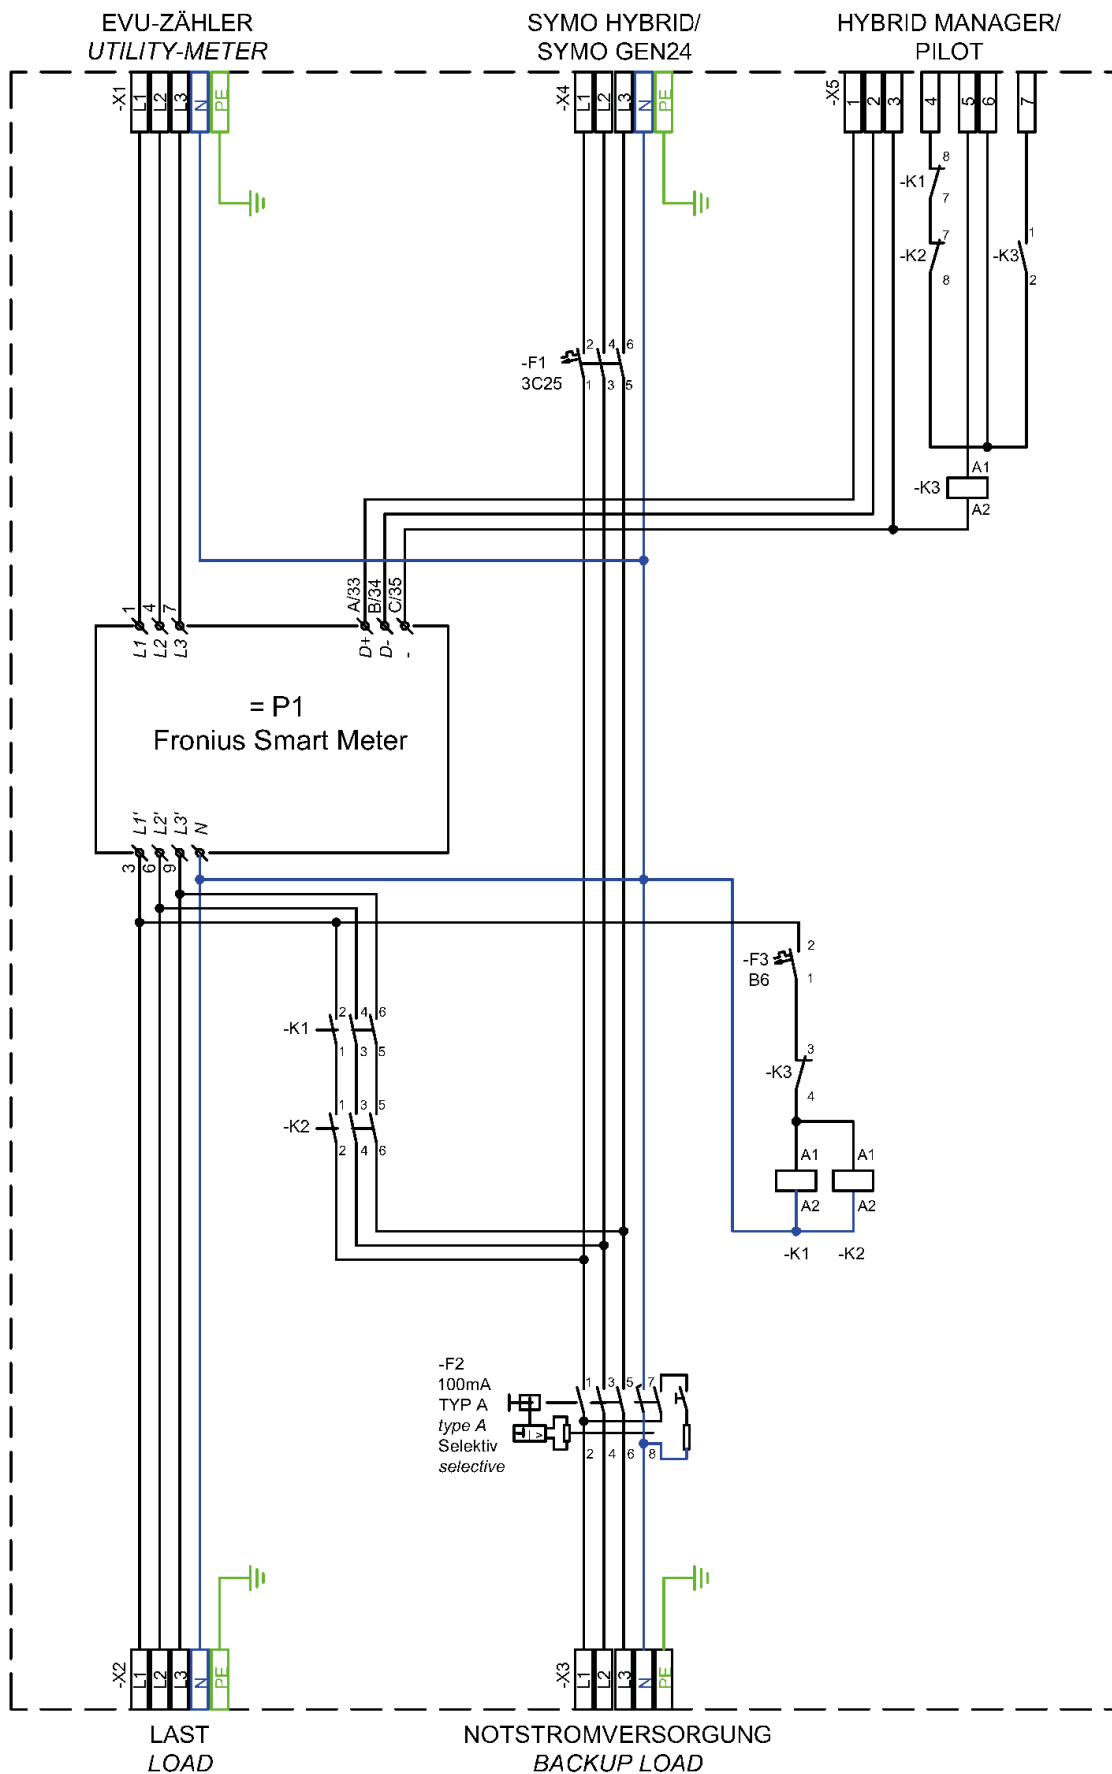 EVU-ZÄHLER
UTILITY-METER
SYMO HYBRID/
SYMO GEN24
HYBRID MANAGER/
PILOT
-X1 L1 L2 L3 N PE
-X4 L1 L2 L3 N PE
-X5 1 2 3 4 5 6 7
8
-K1
7
7
-K2
8
1
-K3
2
2 4 6
-F1
3C25
1 3 5
A1
-K3
A2
1 4 7
A/33 B/34 C/35
L1 L2 L3
D+ D- -
= P1
Fronius Smart Meter
L1' L2' L3' N
3 6 9
2
-F3
B6
1
2 4 6
-K1
1 3 5
3
-K3
4
1 3 5
-K2
2 4 6
A1 A1
A2 A2
-K1 -K2
-F2
100mA
TYP A
type A
Selektiv
selective
1 3 5 7
I >
2 4 6 8
-X2 L1 L2 L3 N PE
-X3 L1 L2 L3 N PE
LAST
LOAD
NOTSTROMVERSORGUNG
BACKUP LOAD